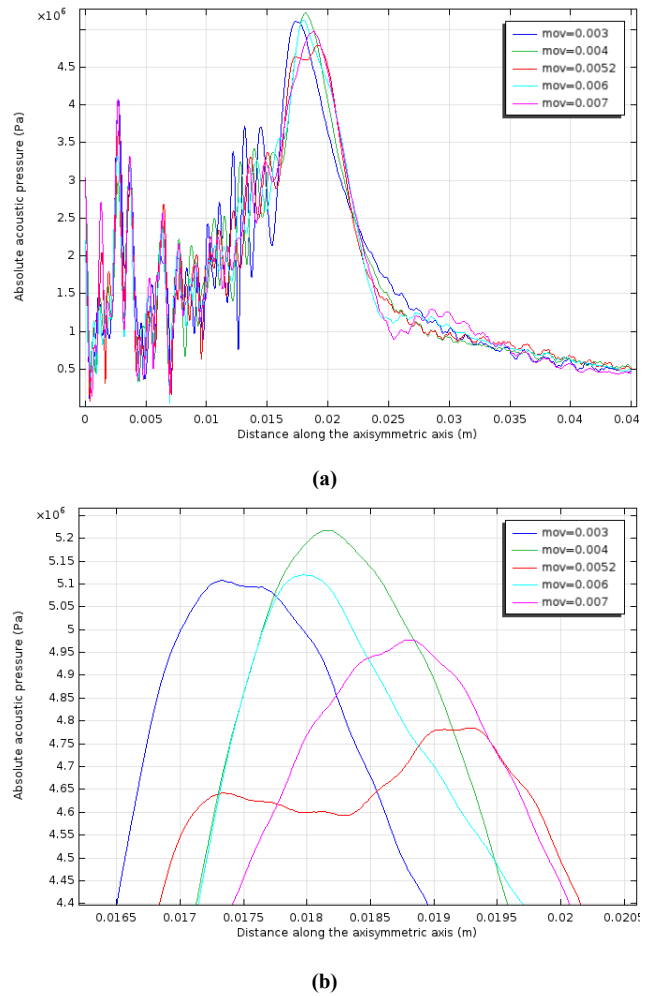 ×10⁶
4.5
4
3.5
3
2.5
2
1.5
1
0.5
Absolute acoustic pressure (Pa)
mov=0.003
mov=0.004
mov=0.0052
mov=0.006
mov=0.007
0 0.005 0.01 0.015 0.02 0.025 0.03 0.035 0.04 0.04
Distance along the axisymmetric axis (m)
(a)
×10⁶
5.2
5.15
5.1
5.05
5
4.95
4.9
4.85
4.8
4.75
4.7
4.65
4.6
4.55
4.5
4.45
4.4
Absolute acoustic pressure (Pa)
mov=0.003
mov=0.004
mov=0.0052
mov=0.006
mov=0.007
0.0165 0.017 0.0175 0.018 0.0185 0.019 0.0195 0.02 0.0205
Distance along the axisymmetric axis (m)
(b)